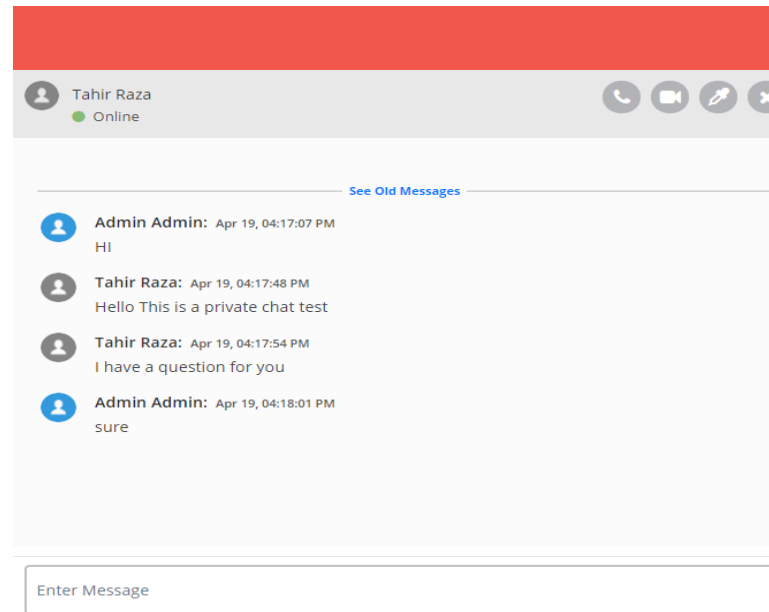 Tahir Raza
Online
See Old Messages
Admin Admin: Apr 19, 04:17:07 PM
HI
Tahir Raza: Apr 19, 04:17:48 PM
Hello This is a private chat test
Tahir Raza: Apr 19, 04:17:54 PM
I have a question for you
Admin Admin: Apr 19, 04:18:01 PM
sure
Enter Message